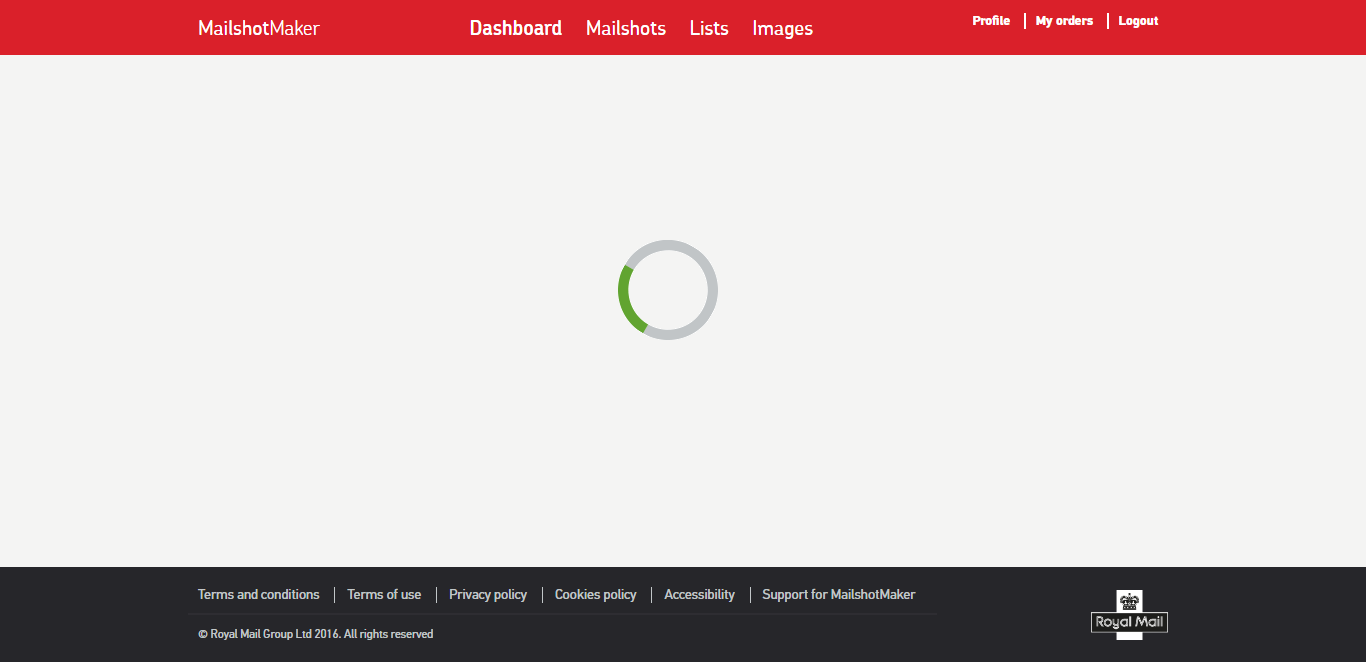 MailshotMaker Dashboard Mailshots Lists Images Profile My orders Logout
Terms and conditions Terms of use Privacy policy Cookies policy Accessibility Support for MailshotMaker
© Royal Mail Group Ltd 2016. All rights reserved
Royal Mail